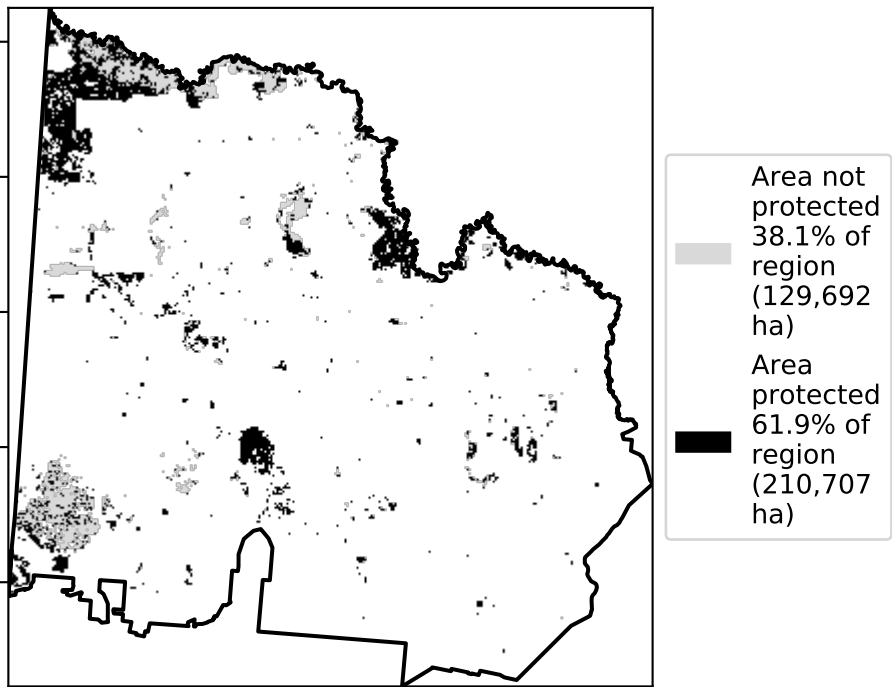 Area not
protected
38.1% of
region
(129,692
ha)
Area
protected
61.9% of
region
(210,707
ha)